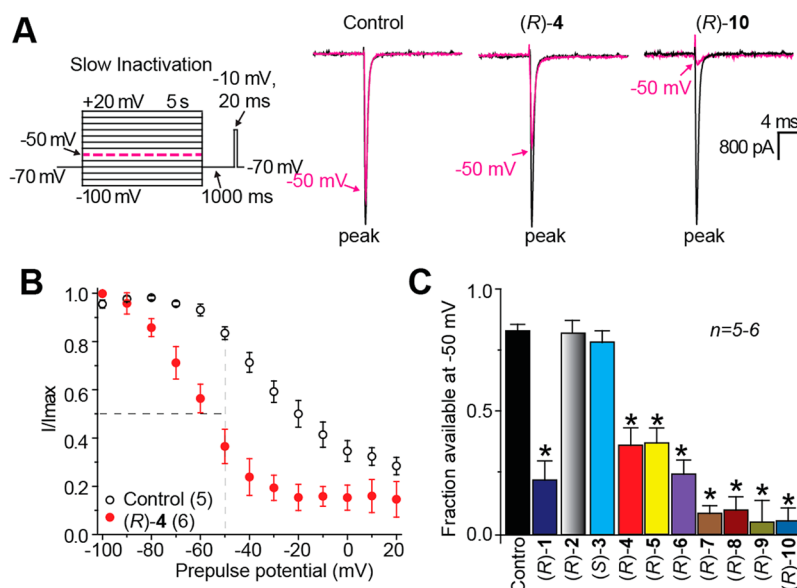 A
Slow Inactivation
-10 mV,
20 ms
+20 mV 5 s
-50 mV
-70 mV
-70 mV
-100 mV
1000 ms
Control
-50 mV
peak
(R)-4
-50 mV
peak
(R)-10
-50 mV
peak
4 ms
800 pA
B
I/Imax
1.0
0.8
0.6
0.4
0.2
0.0
Control (5)
(R)-4 (6)
-100 -80 -60 -40 -20 0 20
Prepulse potential (mV)
C
Fraction available at -50 mV
n=5-6
1.0
0.5
0.0
* * * * * * * *
Control
(R)-1
(R)-2
(S)-3
(R)-4
(R)-5
(R)-6
(R)-7
(R)-8
(R)-9
(R)-10